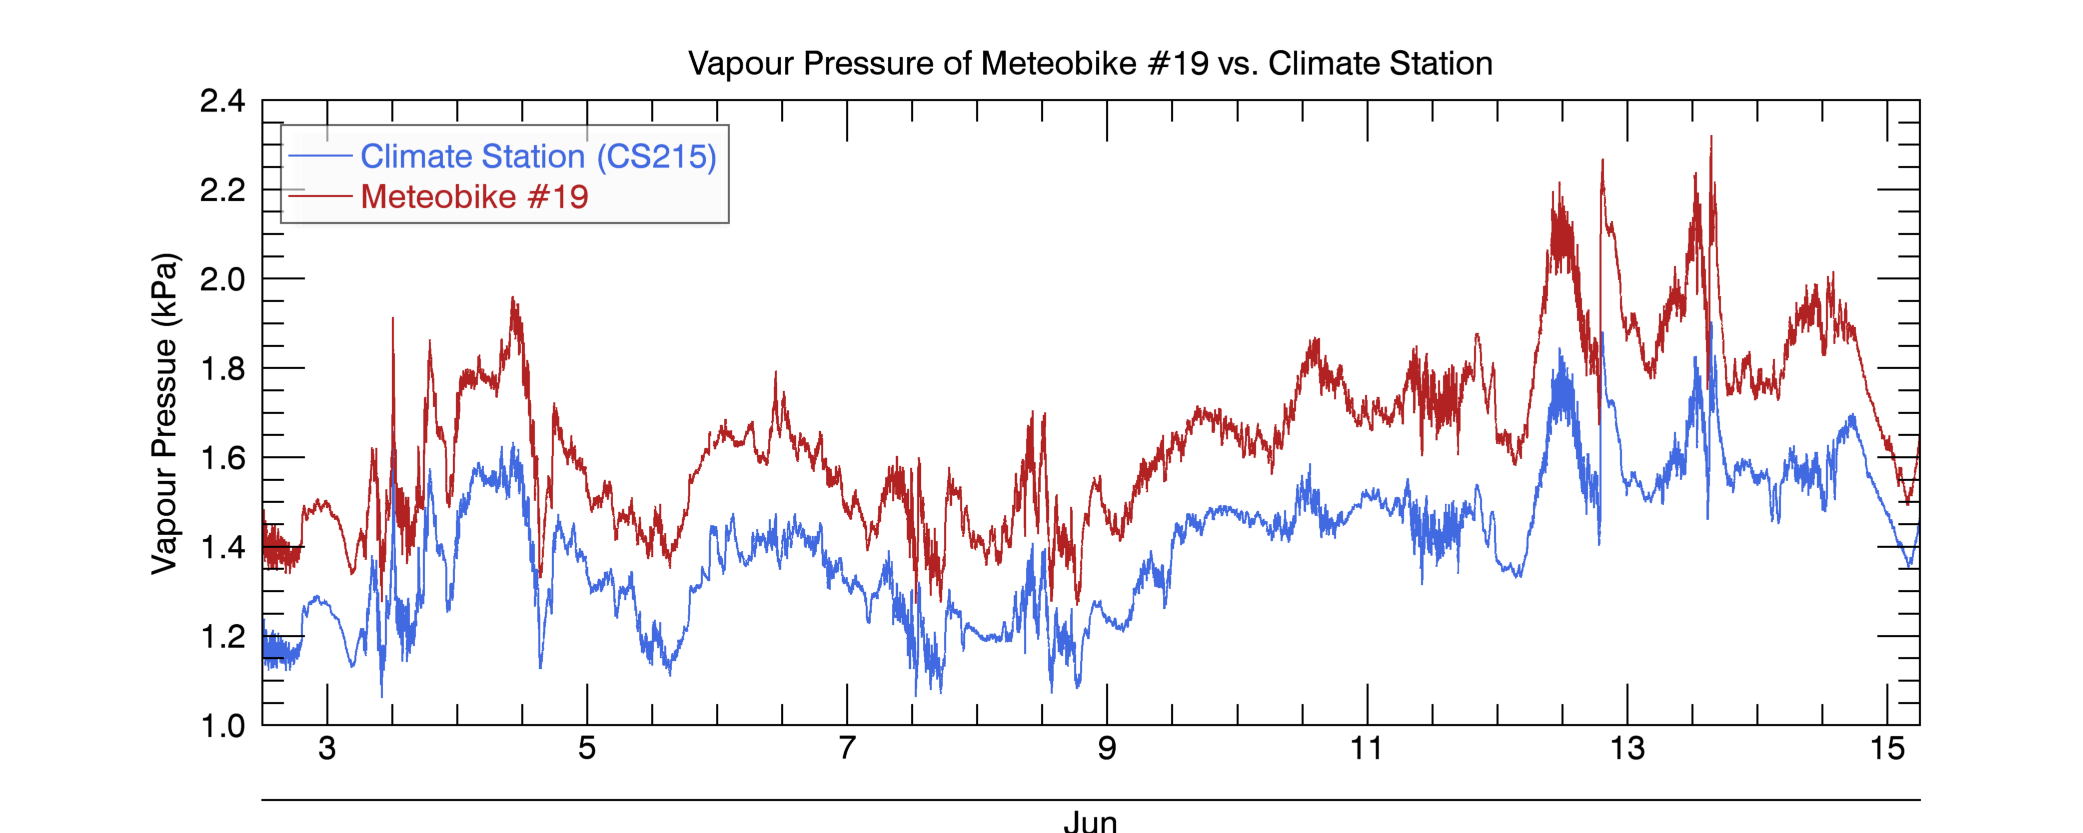 Vapour Pressure of Meteobike #19 vs. Climate Station
2.4
2.2
2.0
1.8
1.6
1.4
1.2
1.0
Vapour Pressue (kPa)
Climate Station (CS215)
Meteobike #19
3 5 7 9 11 13 15
Jun